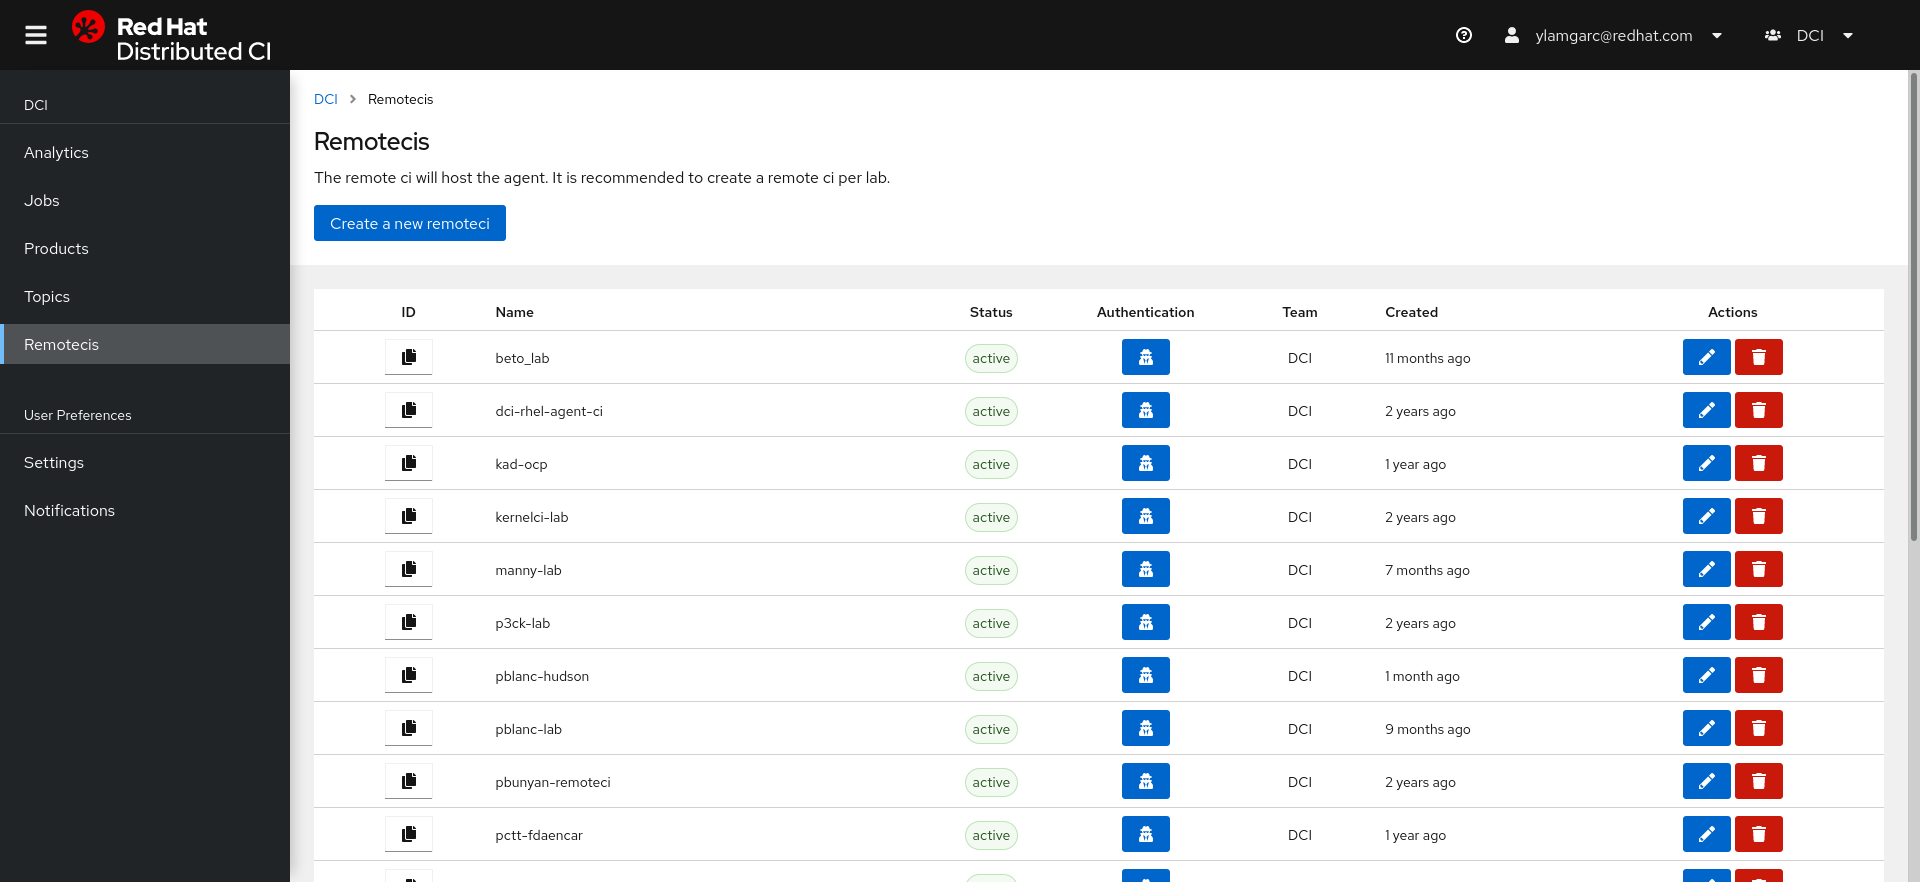 Red Hat
Distributed CI
ylamgarc@redhat.com
DCI
DCI
Analytics
Jobs
Products
Topics
Remotecis
User Preferences
Settings
Notifications
DCI > Remotecis
Remotecis
The remote ci will host the agent. It is recommended to create a remote ci per lab.
Create a new remoteci
ID Name Status Authentication Team Created Actions
beto_lab active DCI 11 months ago
dci-rhel-agent-ci active DCI 2 years ago
kad-ocp active DCI 1 year ago
kernelci-lab active DCI 2 years ago
manny-lab active DCI 7 months ago
p3ck-lab active DCI 2 years ago
pblanc-hudson active DCI 1 month ago
pblanc-lab active DCI 9 months ago
pbunyan-remoteci active DCI 2 years ago
pctt-fdaencar active DCI 1 year ago